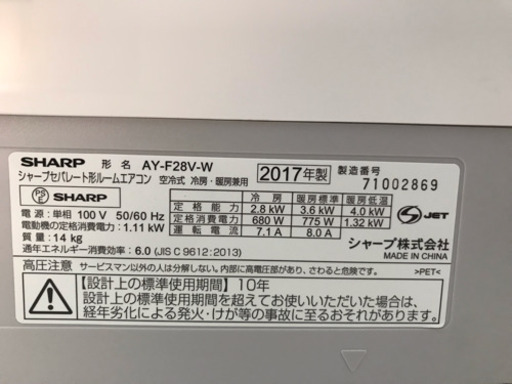 SHARP 形名 AY-F28V-W 2017年製 製造番号
シャープセパレート形ルームエアコン 空冷式 冷房・暖房兼用 71002869
PS E SHARP
冷房 暖房標準 暖房低温
定格能力 2.8 kW 3.6 kW 4.0 kW
定格消費電力 680 W 775 W 1.32 kW
運転電流 7.1 A 8.0 A
S JET
電源:単相 100 V 50/60 Hz
電動機の定格消費電力:1.11 kW
質量:14 kg
通年エネルギー消費効率:6.0 (JIS C 9612:2013)
シャープ株式会社
MADE IN CHINA
高圧注意 サービスマン以外の人は分解しない。内部に高電圧部があり、さわると危険です。
>PET<
【設計上の標準使用期間】10年
設計上の標準使用期間を超えてお使いいただいた場合は、
経年劣化による発火・けが等の事故に至るおそれがあります。